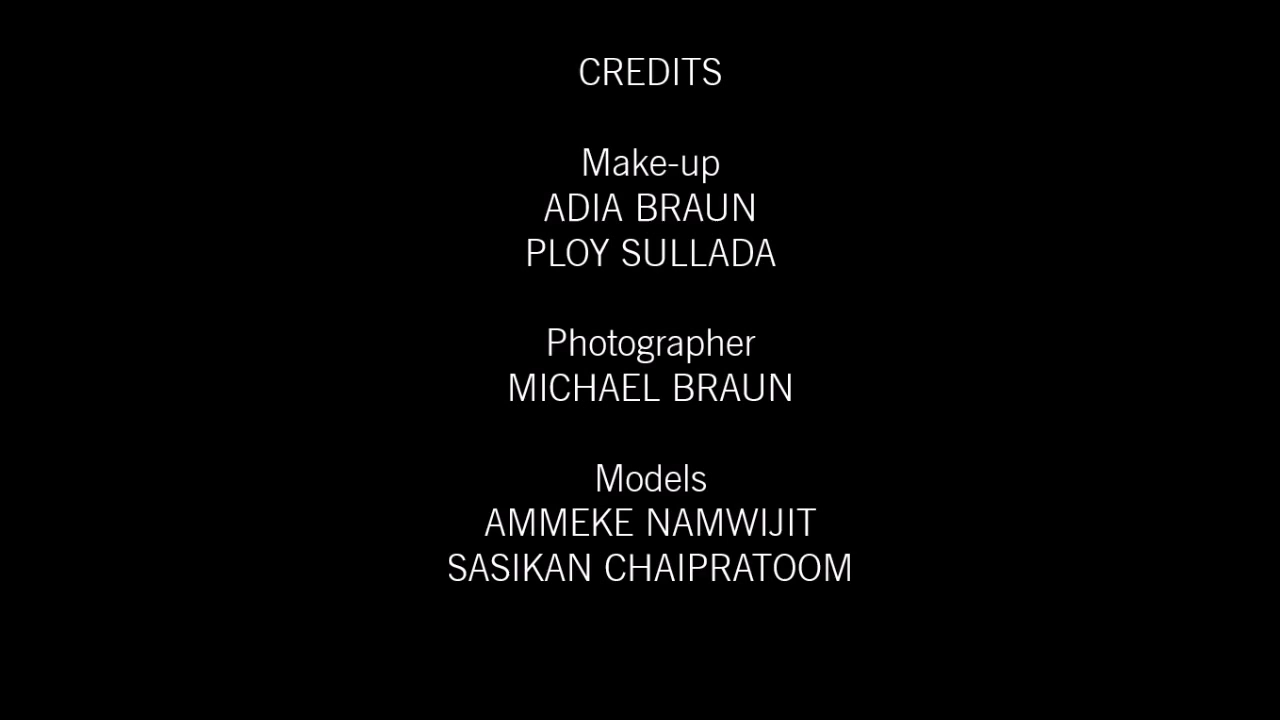 CREDITS
Make-up
ADIA BRAUN
PLOY SULLADA
Photographer
MICHAEL BRAUN
Models
AMMEKE NAMWIJIT
SASIKAN CHAIPRATOOM